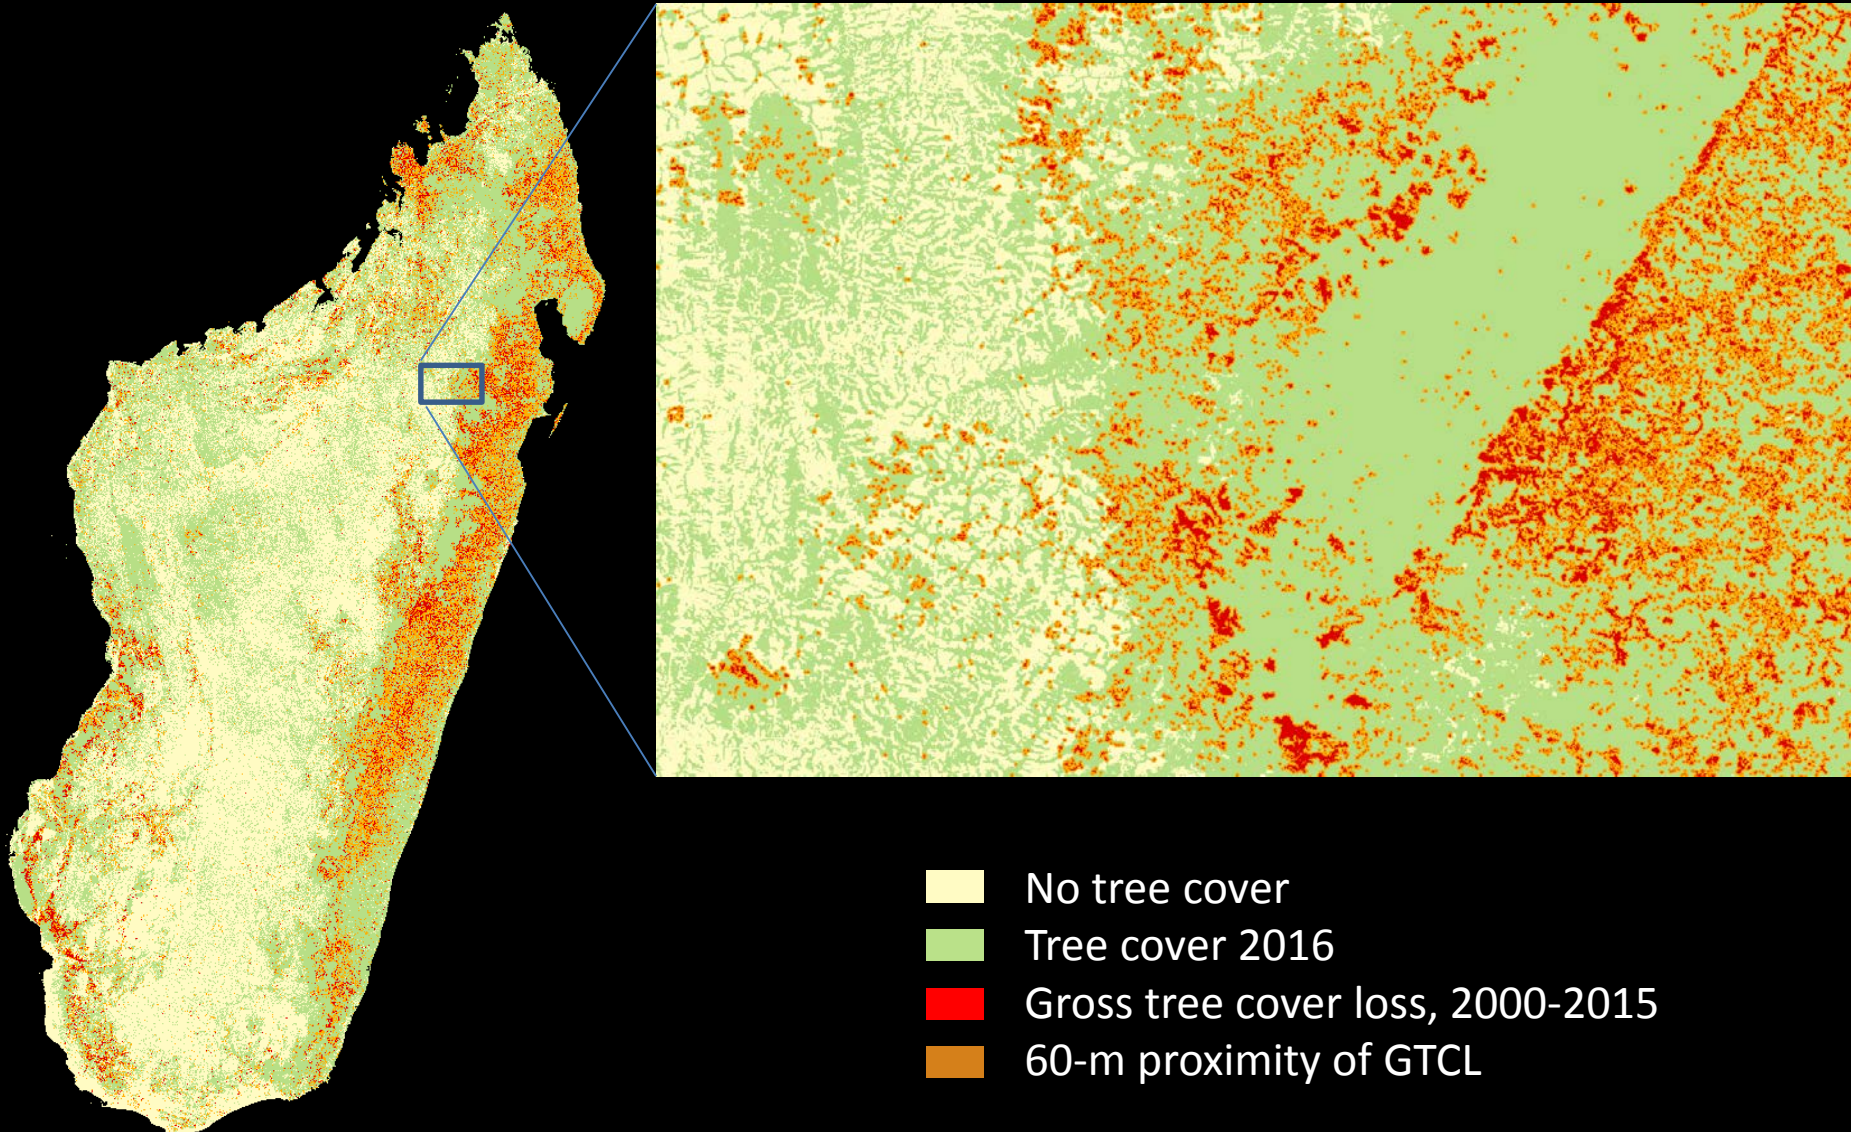 No tree cover
Tree cover 2016
Gross tree cover loss, 2000-2015
60-m proximity of GTCL